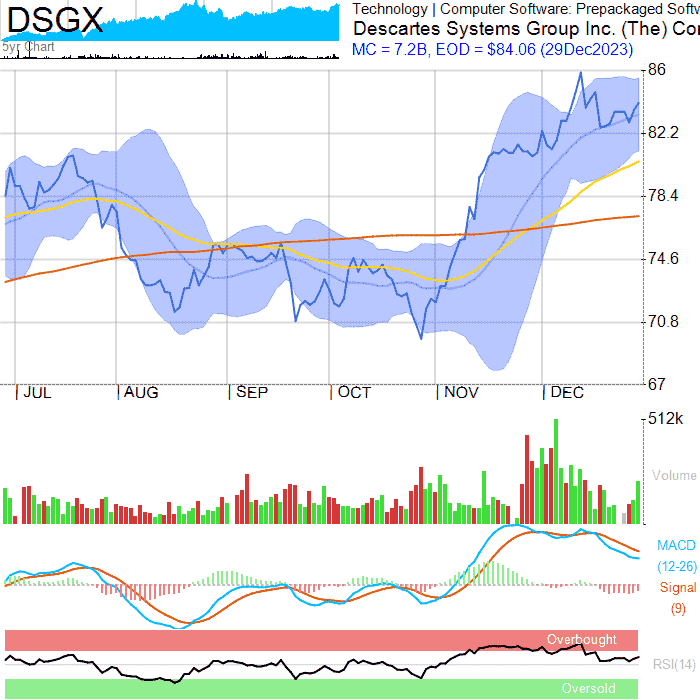 DSGX
5yr Chart
Technology | Computer Software: Prepackaged Softw
Descartes Systems Group Inc. (The) Co
MC = 7.2B, EOD = $84.06 (29Dec2023)
86
82.2
78.4
74.6
70.8
67
JUL AUG SEP OCT NOV DEC
512k
Volume
MACD
(12-26)
Signal
(9)
Overbought
RSI(14)
Oversold